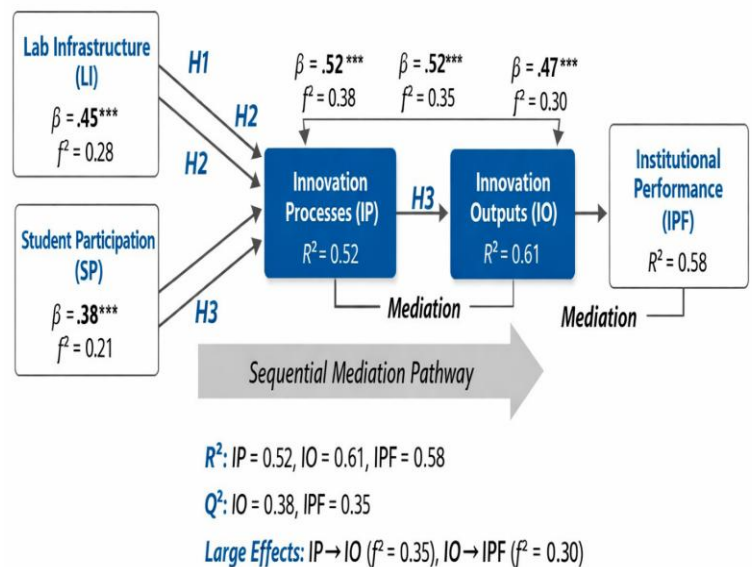 Lab Infrastructure
(LI)
β = .45***
f² = 0.28
H1
H2
H2
Student Participation
(SP)
β = .38***
f² = 0.21
H3
β = .52***
f² = 0.38
β = .52***
f² = 0.35
β = .47***
f² = 0.30
Innovation
Processes (IP)
R² = 0.52
H3
Innovation
Outputs (IO)
R² = 0.61
Institutional
Performance
(IPF)
R² = 0.58
Mediation
Mediation
Sequential Mediation Pathway
R²: IP = 0.52, IO = 0.61, IPF = 0.58
Q²: IO = 0.38, IPF = 0.35
Large Effects: IP→IO (f² = 0.35), IO→IPF (f² = 0.30)